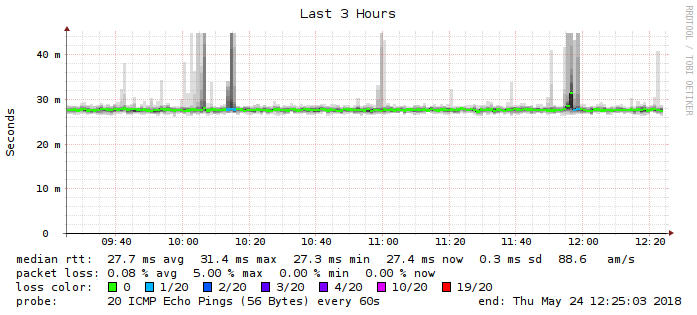 Last 3 Hours
RRDTOOL / TOBI OETIKER
Seconds
40 m
30 m
20 m
10 m
0
09:40 10:00 10:20 10:40 11:00 11:20 11:40 12:00 12:20
median rtt: 27.7 ms avg 31.4 ms max 27.3 ms min 27.4 ms now 0.3 ms sd 88.6 am/s
packet loss: 0.08 % avg 5.00 % max 0.00 % min 0.00 % now
loss color: 0 1/20 2/20 3/20 4/20 10/20 19/20
probe: 20 ICMP Echo Pings (56 Bytes) every 60s end: Thu May 24 12:25:03 2018